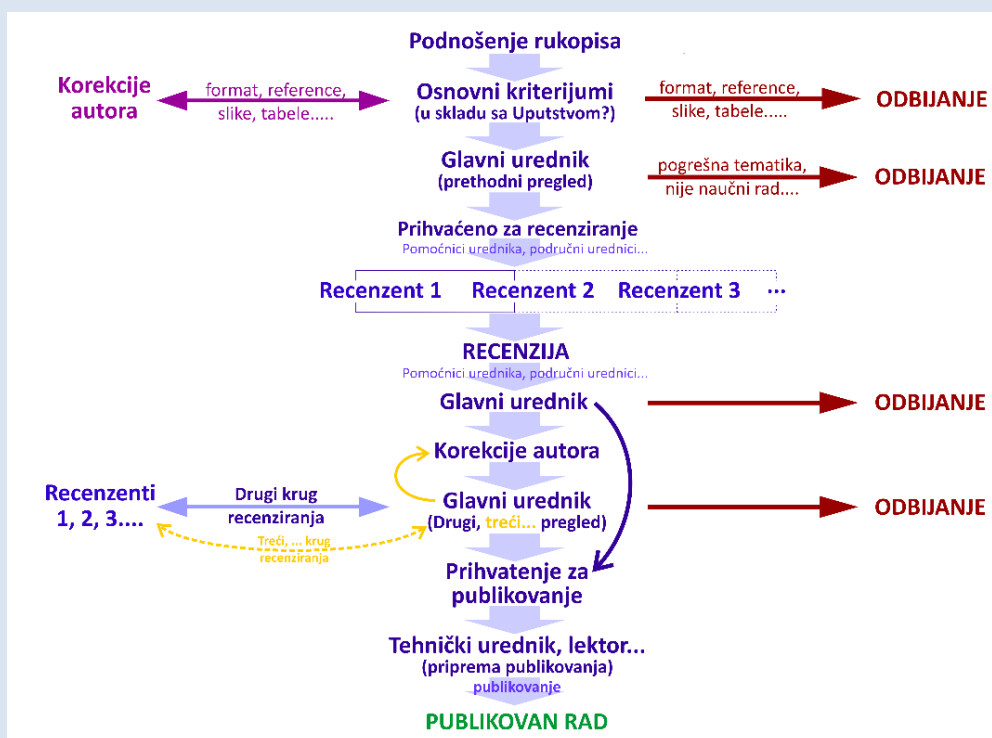 Podnošenje rukopisa
Korekcije
autora
format, reference,
slike, tabele.....
Osnovni kriterijumi
(u skladu sa Uputstvom?)
format, reference,
slike, tabele.....
ODBIJANJE
Glavni urednik
(prethodni pregled)
pogrešna tematika,
nije naučni rad....
ODBIJANJE
Prihvaćeno za recenziranje
Pomoćnici urednika, područni urednici...
Recenzent 1 Recenzent 2 Recenzent 3 ...
RECENZIJA
Pomoćnici urednika, područni urednici...
Glavni urednik
ODBIJANJE
Korekcije autora
Recenzenti
1, 2, 3....
Drugi krug
recenziranja
Glavni urednik
(Drugi, treći... pregled)
ODBIJANJE
Treći, ... krug
recenziranja
Prihvatenje za
publikovanje
Tehnički urednik, lektor...
(priprema publikovanja)
publikovanje
PUBLIKOVAN RAD